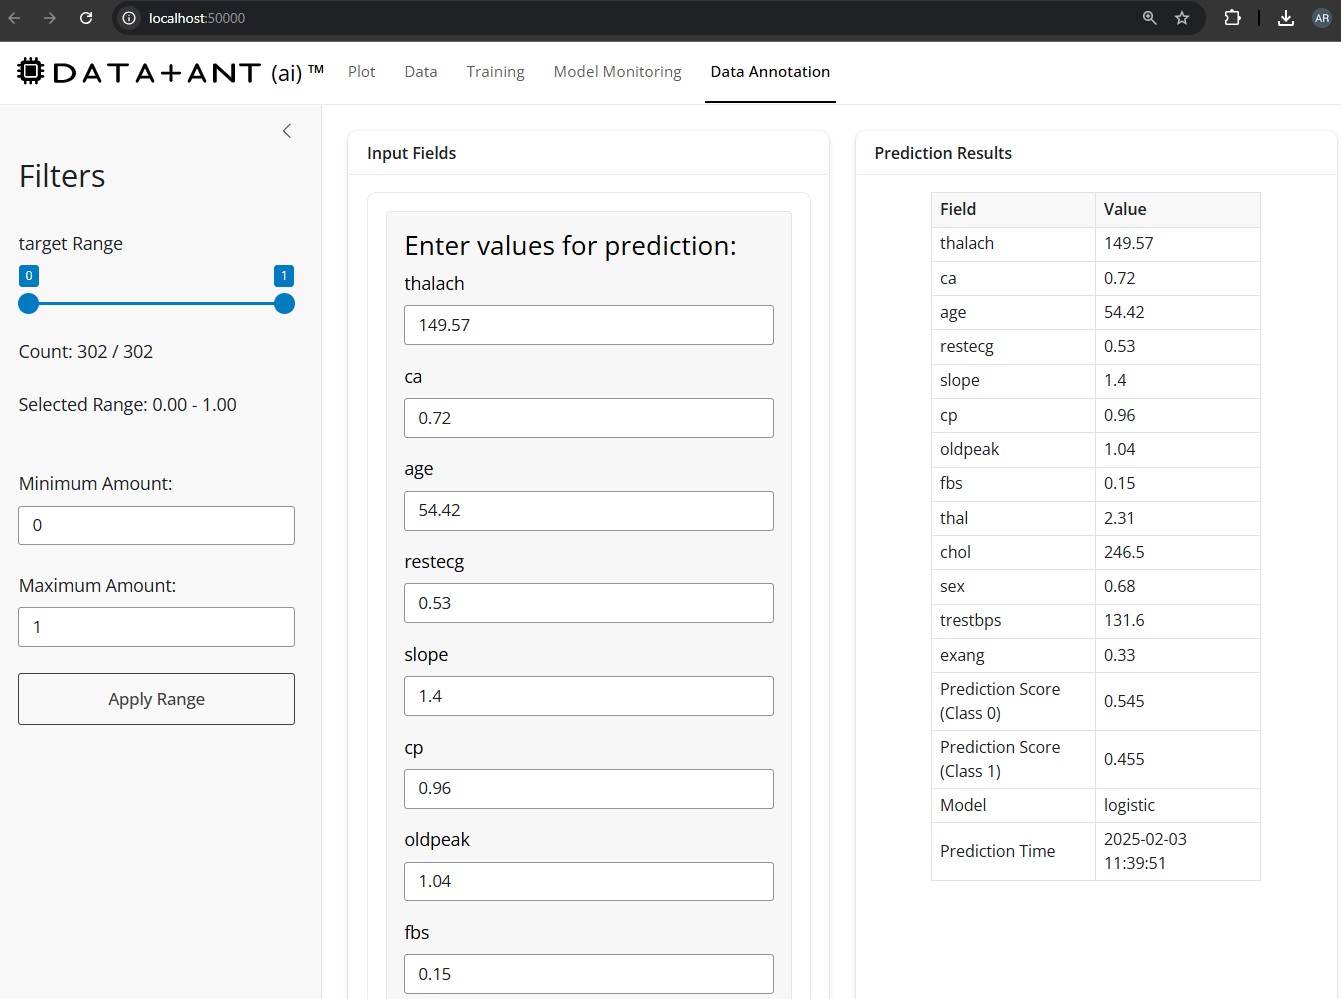 localhost:50000
AR
DATA+ANT (ai) ™
Plot
Data
Training
Model Monitoring
Data Annotation
Filters
target Range
0
1
Count: 302 / 302
Selected Range: 0.00 - 1.00
Minimum Amount:
0
Maximum Amount:
1
Apply Range
Input Fields
Enter values for prediction:
thalach
149.57
ca
0.72
age
54.42
restecg
0.53
slope
1.4
cp
0.96
oldpeak
1.04
fbs
0.15
Prediction Results
Field Value
thalach 149.57
ca 0.72
age 54.42
restecg 0.53
slope 1.4
cp 0.96
oldpeak 1.04
fbs 0.15
thal 2.31
chol 246.5
sex 0.68
trestbps 131.6
exang 0.33
Prediction Score
(Class 0)
0.545
Prediction Score
(Class 1)
0.455
Model logistic
Prediction Time
2025-02-03
11:39:51